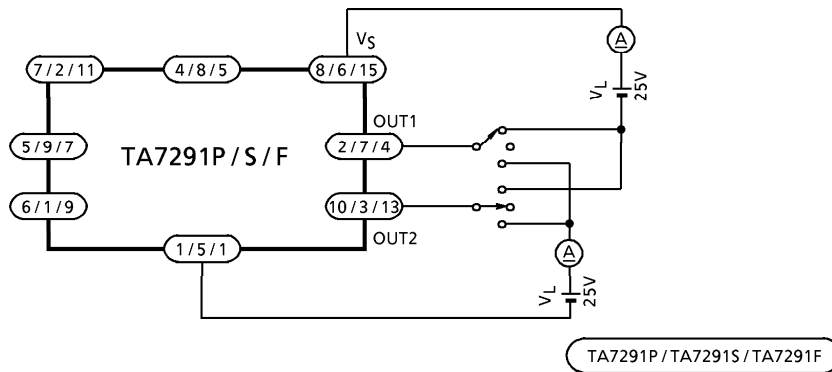 VS
7 / 2 / 11
4 / 8 / 5
8 / 6 / 15
A
VL
25V
OUT1
5 / 9 / 7
TA7291P / S / F
2 / 7 / 4
6 / 1 / 9
10 / 3 / 13
OUT2
1 / 5 / 1
A
VL
25V
TA7291P / TA7291S / TA7291F